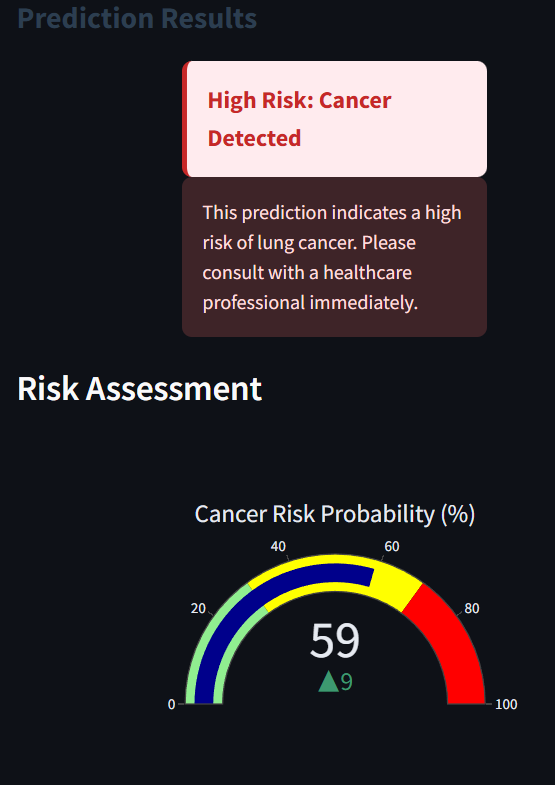 Prediction Results
High Risk: Cancer
Detected
This prediction indicates a high
risk of lung cancer. Please
consult with a healthcare
professional immediately.
Risk Assessment
Cancer Risk Probability (%)
40
60
20
80
59
▲9
0
100